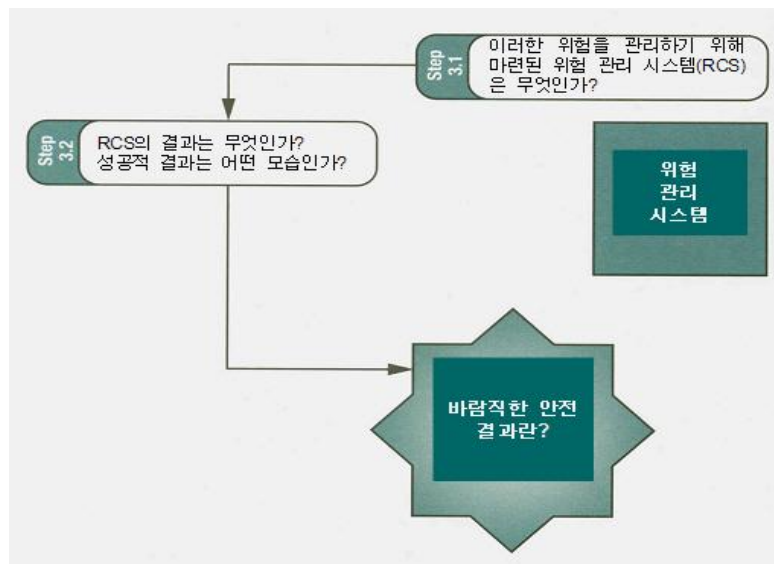 Step
3.1
이러한 위험을 관리하기 위해
마련된 위험 관리 시스템(RCS)
은 무엇인가?
Step
3.2
RCS의 결과는 무엇인가?
성공적 결과는 어떤 모습인가?
위험
관리
시스템
바람직한 안전
결과란?